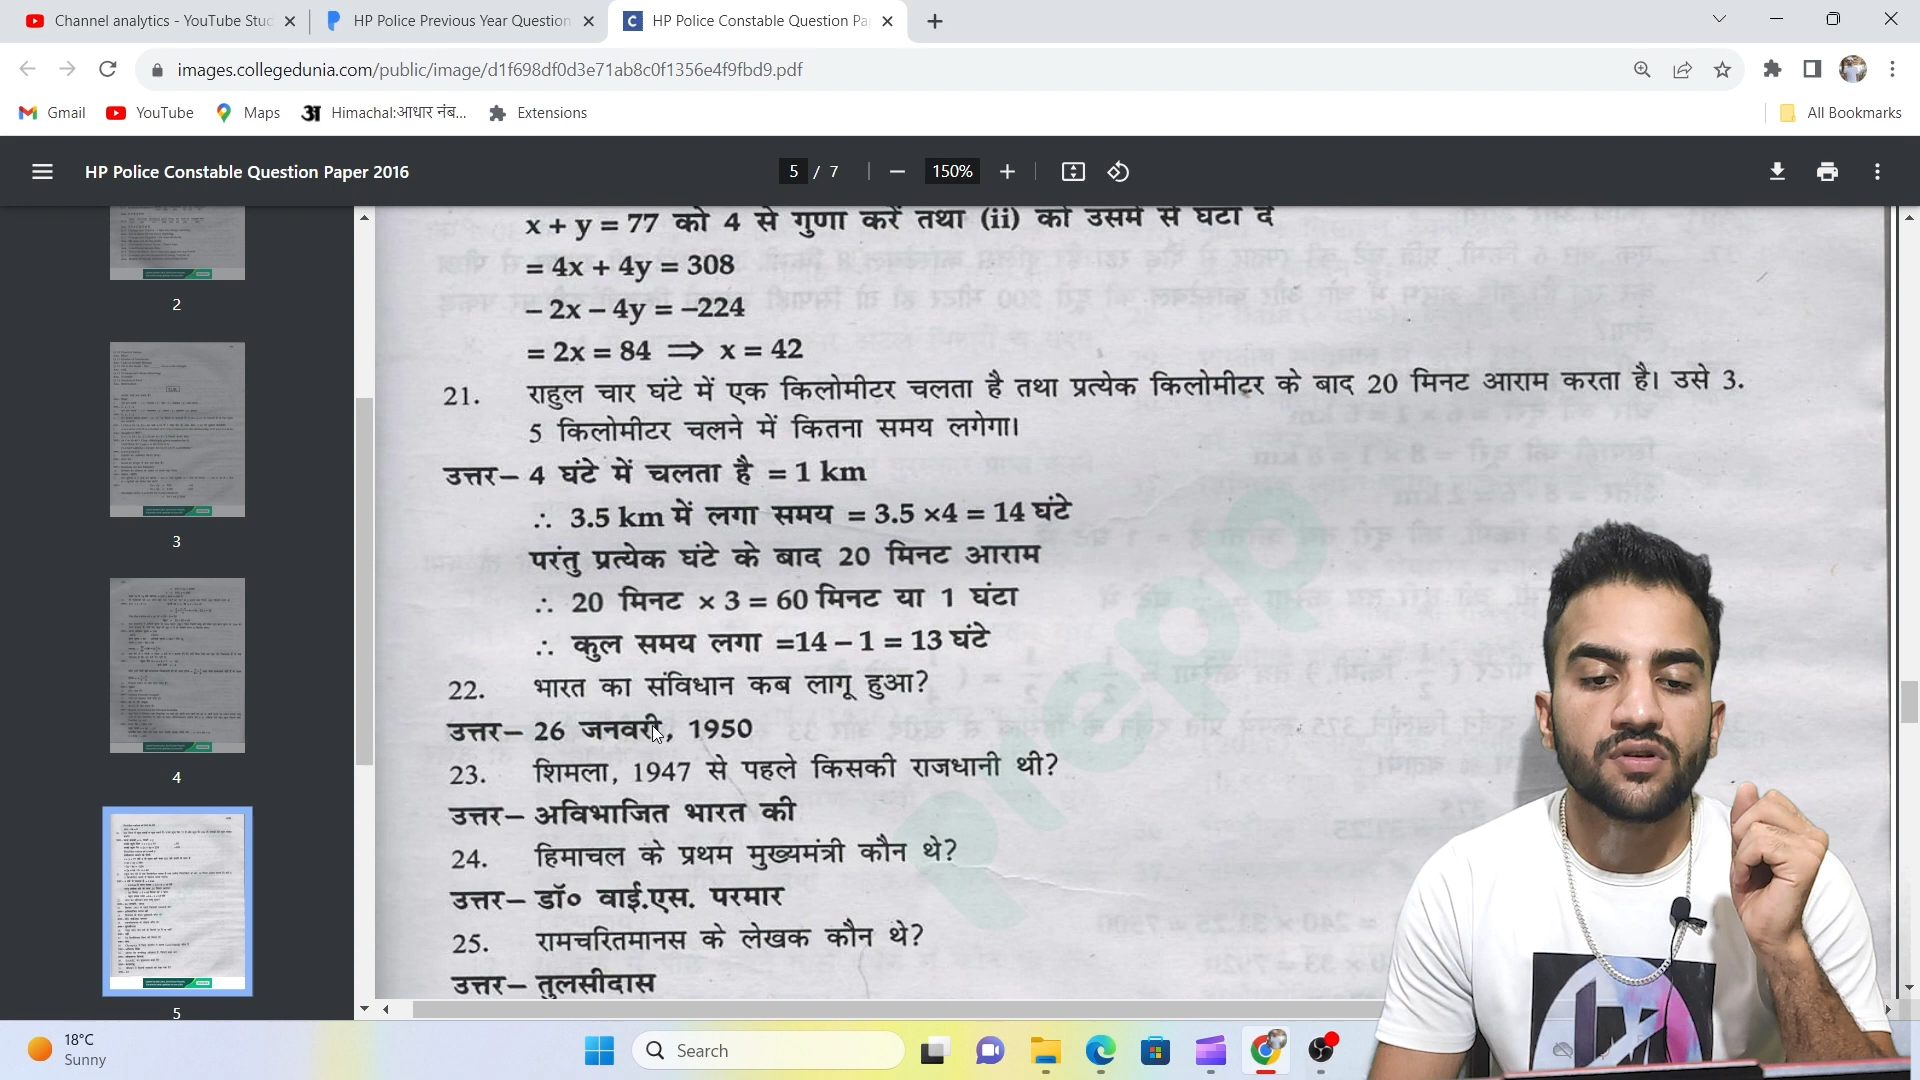 Channel analytics - YouTube Stu
HP Police Previous Year Question
HP Police Constable Question Pa
images.collegedunia.com/public/image/d1f698df0d3e71ab8c0f1356e4f9fbd9.pdf
Gmail
YouTube
Maps
Himachal:आधार नंब...
Extensions
All Bookmarks
HP Police Constable Question Paper 2016
5 / 7
150%
x + y = 77 को 4 से गुणा करें तथा (ii) को उसमें से घटा दें
= 4x + 4y = 308
– 2x – 4y = –224
= 2x = 84 ⟹ x = 42
21. राहुल चार घंटे में एक किलोमीटर चलता है तथा प्रत्येक किलोमीटर के बाद 20 मिनट आराम करता है। उसे 3.
5 किलोमीटर चलने में कितना समय लगेगा।
उत्तर– 4 घंटे में चलता है = 1 km
∴ 3.5 km में लगा समय = 3.5 ×4 = 14 घंटे
परंतु प्रत्येक घंटे के बाद 20 मिनट आराम
∴ 20 मिनट × 3 = 60 मिनट या 1 घंटा
∴ कुल समय लगा =14 – 1 = 13 घंटे
22. भारत का संविधान कब लागू हुआ?
उत्तर– 26 जनवरी, 1950
23. शिमला, 1947 से पहले किसकी राजधानी थी?
उत्तर– अविभाजित भारत की
24. हिमाचल के प्रथम मुख्यमंत्री कौन थे?
उत्तर– डॉ० वाई.एस. परमार
25. रामचरितमानस के लेखक कौन थे?
उत्तर– तुलसीदास
prepp
2
3
4
5
18°C
Sunny
Search